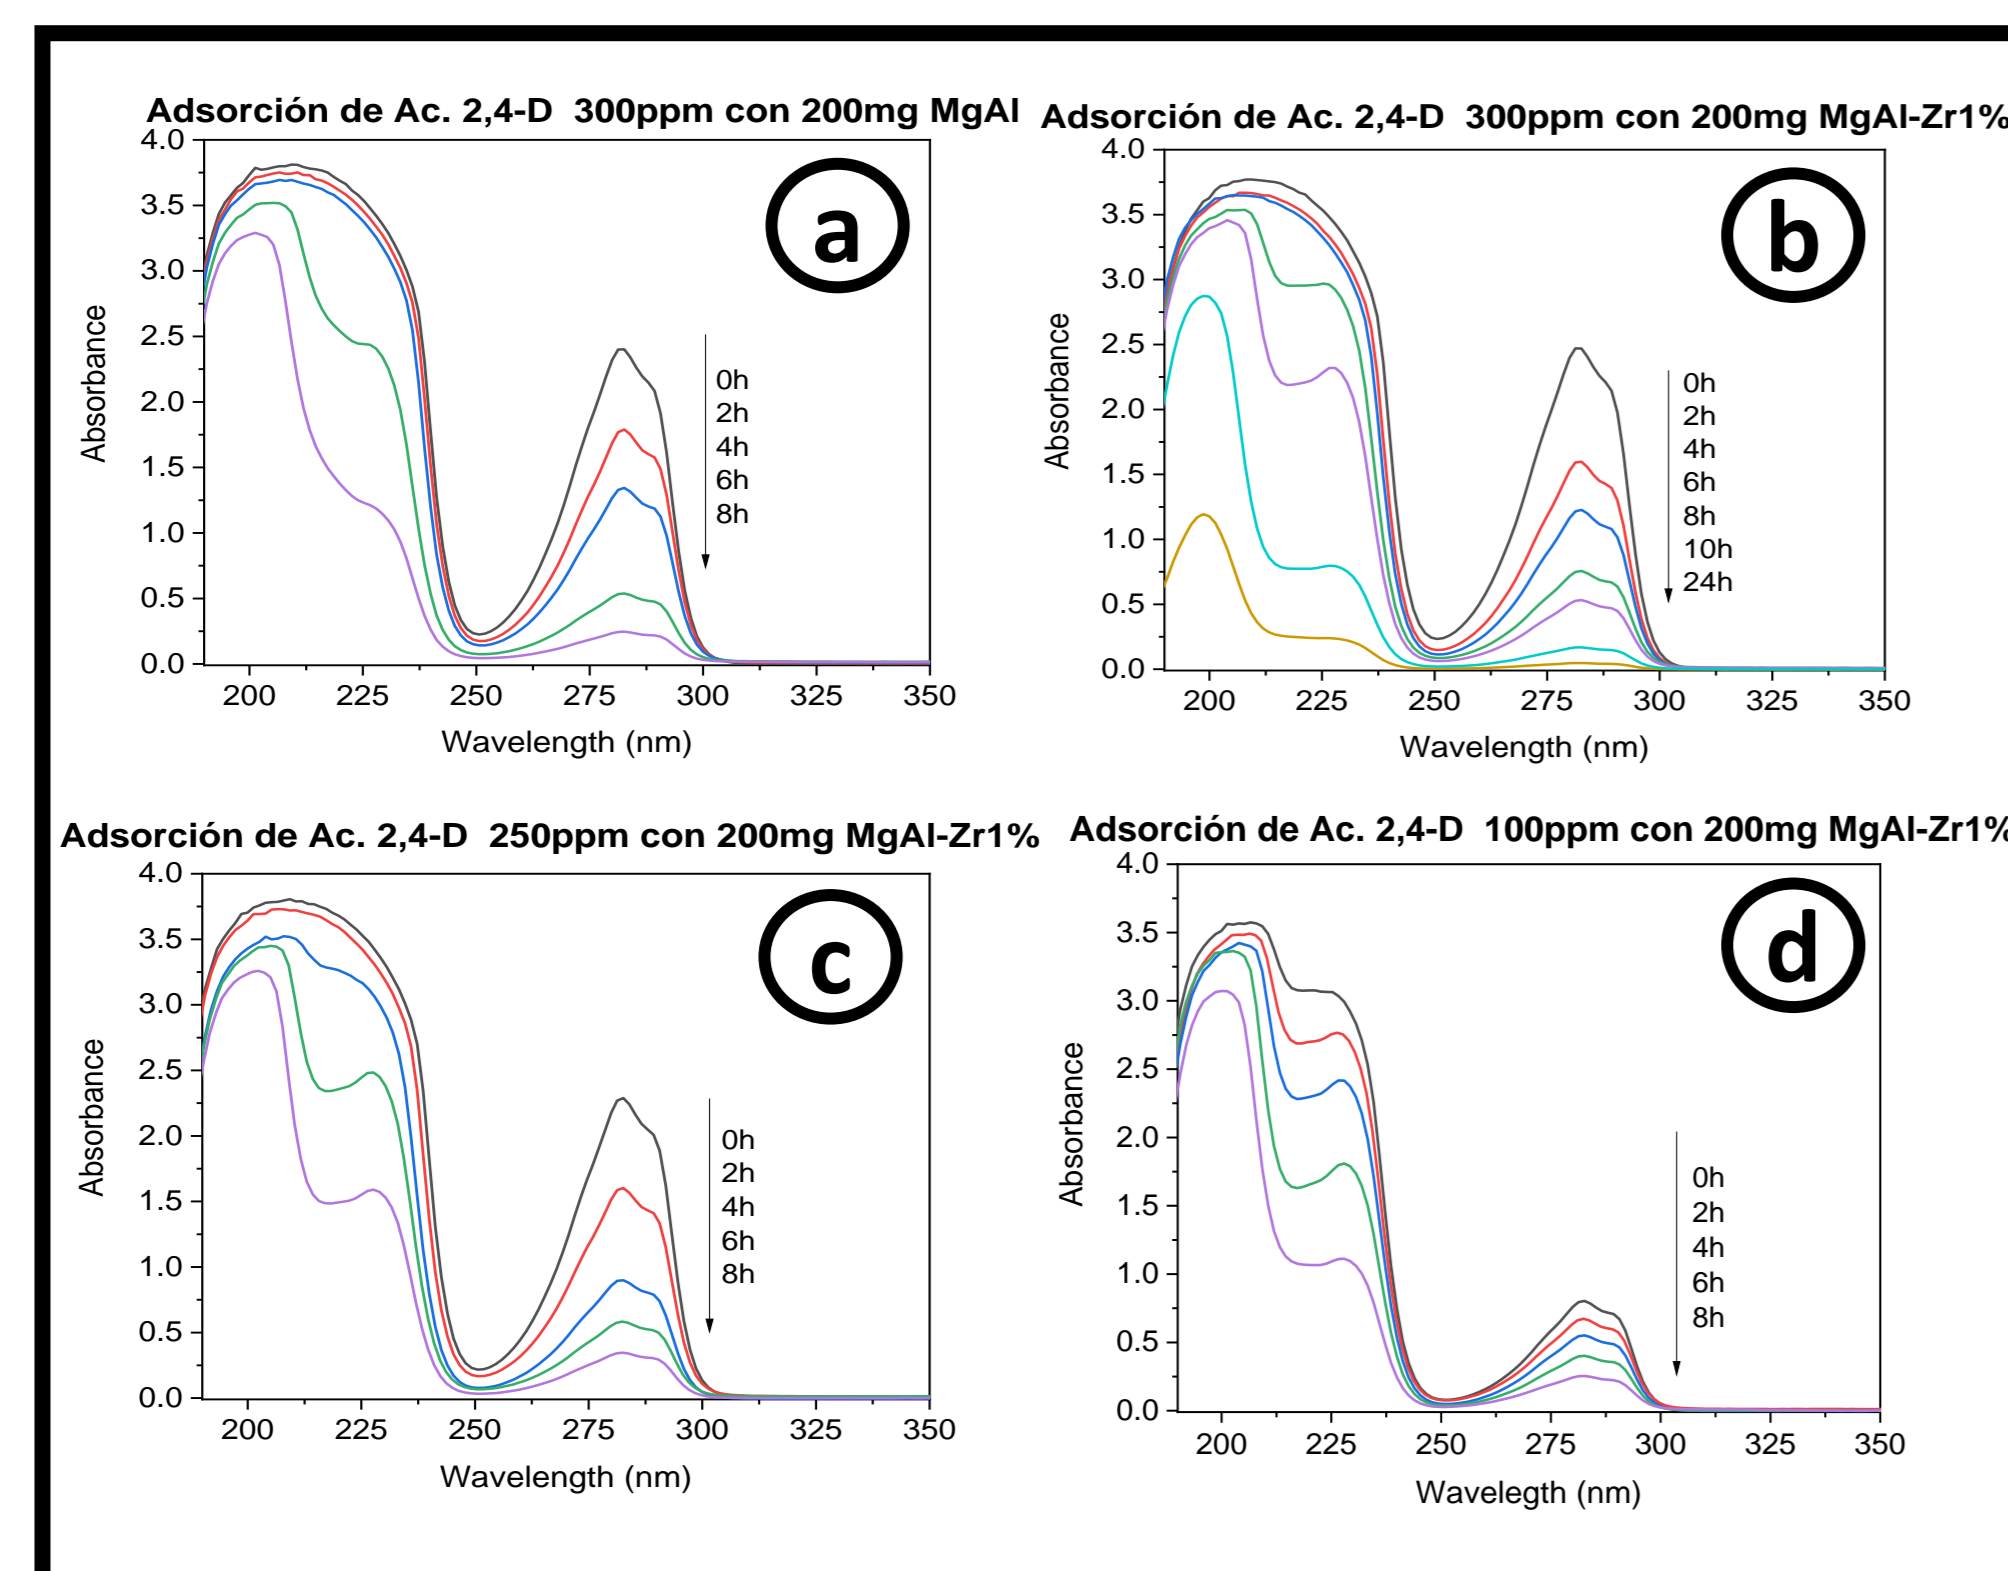 Adsorción de Ac. 2,4-D 300ppm con 200mg MgAl
4.0
3.5
3.0
2.5
2.0
1.5
1.0
0.5
0.0
Absorbance
a
0h
2h
4h
6h
8h
200 225 250 275 300 325 350
Wavelength (nm)
Adsorción de Ac. 2,4-D 300ppm con 200mg MgAl-Zr1%
4.0
3.5
3.0
2.5
2.0
1.5
1.0
0.5
0.0
Absorbance
b
0h
2h
4h
6h
8h
10h
24h
200 225 250 275 300 325 350
Wavelength (nm)
Adsorción de Ac. 2,4-D 250ppm con 200mg MgAl-Zr1%
4.0
3.5
3.0
2.5
2.0
1.5
1.0
0.5
0.0
Absorbance
c
0h
2h
4h
6h
8h
200 225 250 275 300 325 350
Wavelength (nm)
Adsorción de Ac. 2,4-D 100ppm con 200mg MgAl-Zr1%
4.0
3.5
3.0
2.5
2.0
1.5
1.0
0.5
0.0
Absorbance
d
0h
2h
4h
6h
8h
200 225 250 275 300 325 350
Wavelegth (nm)